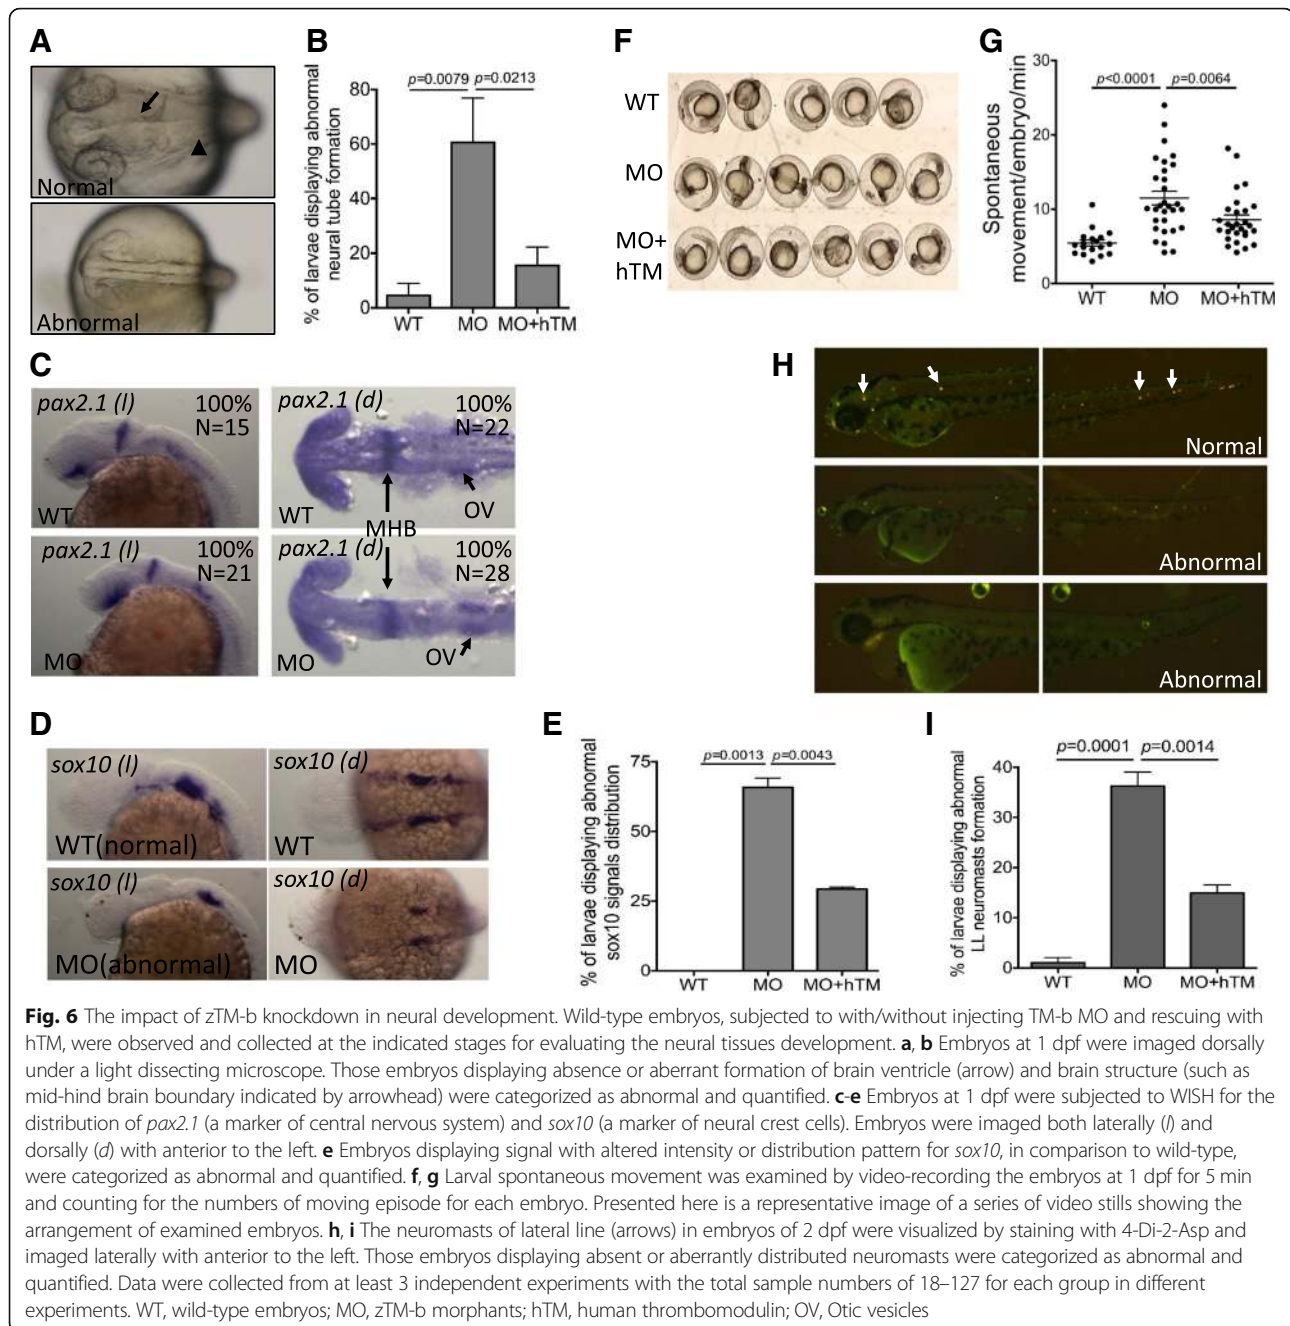 A
Normal
Abnormal
B
% of larvae displaying abnormal
neural tube formation
p=0.0079 p=0.0213
80
60
40
20
0
WT MO MO+hTM
F
WT
MO
MO+
hTM
G
Spontaneous
movement/embryo/min
p<0.0001 p=0.0064
30
20
10
0
WT MO MO+hTM
C
pax2.1 (l) 100%
N=15
WT
pax2.1 (d) 100%
N=22
WT
OV
MHB
pax2.1 (l) 100%
N=21
MO
pax2.1 (d) 100%
N=28
MO
OV
H
Normal
Abnormal
Abnormal
D
sox10 (l)
WT(normal)
sox10 (d)
WT
sox10 (l)
MO(abnormal)
sox10 (d)
MO
E
% of larvae displaying abnormal
sox10 signals distribution
p=0.0013 p=0.0043
75
50
25
0
WT MO MO+hTM
I
% of larvae displaying abnormal
LL neuromasts formation
p=0.0001 p=0.0014
40
30
20
10
0
WT MO MO+hTM
Fig. 6 The impact of zTM-b knockdown in neural development. Wild-type embryos, subjected to with/without injecting TM-b MO and rescuing with
hTM, were observed and collected at the indicated stages for evaluating the neural tissues development. a, b Embryos at 1 dpf were imaged dorsally
under a light dissecting microscope. Those embryos displaying absence or aberrant formation of brain ventricle (arrow) and brain structure (such as
mid-hind brain boundary indicated by arrowhead) were categorized as abnormal and quantified. c-e Embryos at 1 dpf were subjected to WISH for the
distribution of pax2.1 (a marker of central nervous system) and sox10 (a marker of neural crest cells). Embryos were imaged both laterally (l) and
dorsally (d) with anterior to the left. e Embryos displaying signal with altered intensity or distribution pattern for sox10, in comparison to wild-type,
were categorized as abnormal and quantified. f, g Larval spontaneous movement was examined by video-recording the embryos at 1 dpf for 5 min
and counting for the numbers of moving episode for each embryo. Presented here is a representative image of a series of video stills showing the
arrangement of examined embryos. h, i The neuromasts of lateral line (arrows) in embryos of 2 dpf were visualized by staining with 4-Di-2-Asp and
imaged laterally with anterior to the left. Those embryos displaying absent or aberrantly distributed neuromasts were categorized as abnormal and
quantified. Data were collected from at least 3 independent experiments with the total sample numbers of 18–127 for each group in different
experiments. WT, wild-type embryos; MO, zTM-b morphants; hTM, human thrombomodulin; OV, Otic vesicles